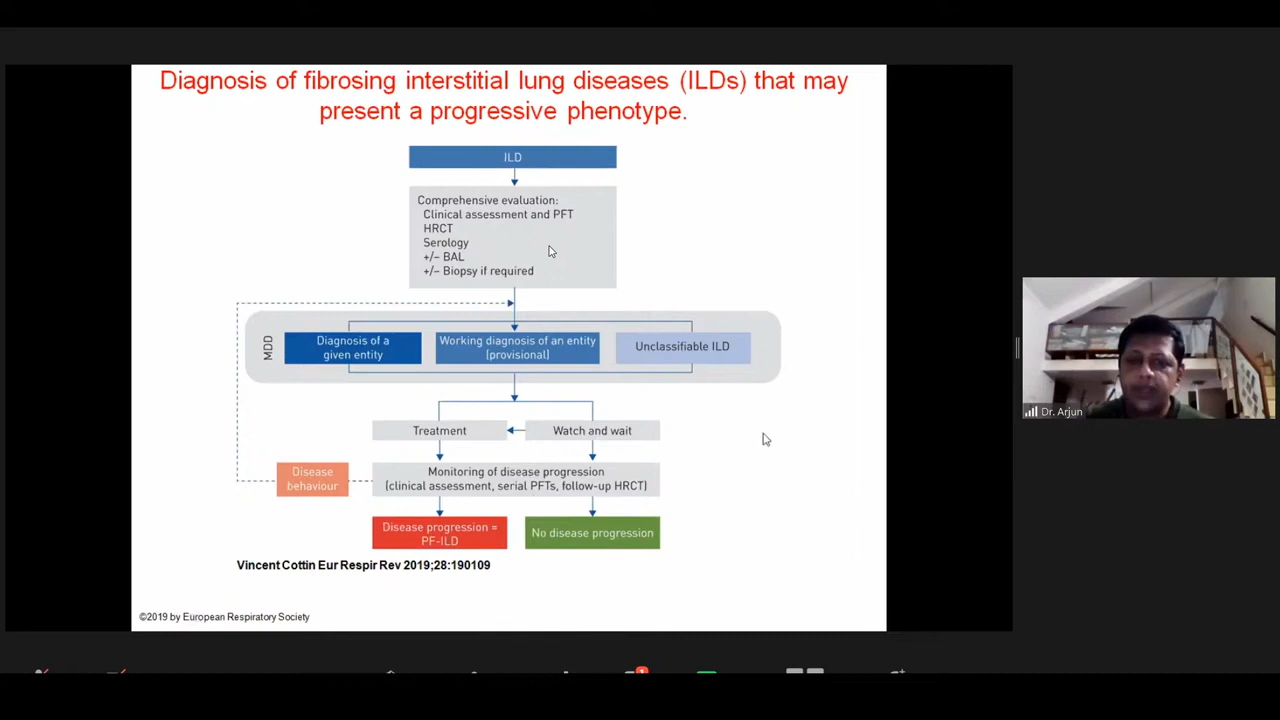 Diagnosis of fibrosing interstitial lung diseases (ILDs) that may
present a progressive phenotype.
ILD
Comprehensive evaluation:
Clinical assessment and PFT
HRCT
Serology
+/− BAL
+/− Biopsy if required
MDD
Diagnosis of a
given entity
Working diagnosis of an entity
(provisional)
Unclassifiable ILD
Treatment
Watch and wait
Disease
behaviour
Monitoring of disease progression
(clinical assessment, serial PFTs, follow-up HRCT)
Disease progression =
PF-ILD
No disease progression
Vincent Cottin Eur Respir Rev 2019;28:190109
©2019 by European Respiratory Society
Dr. Arjun